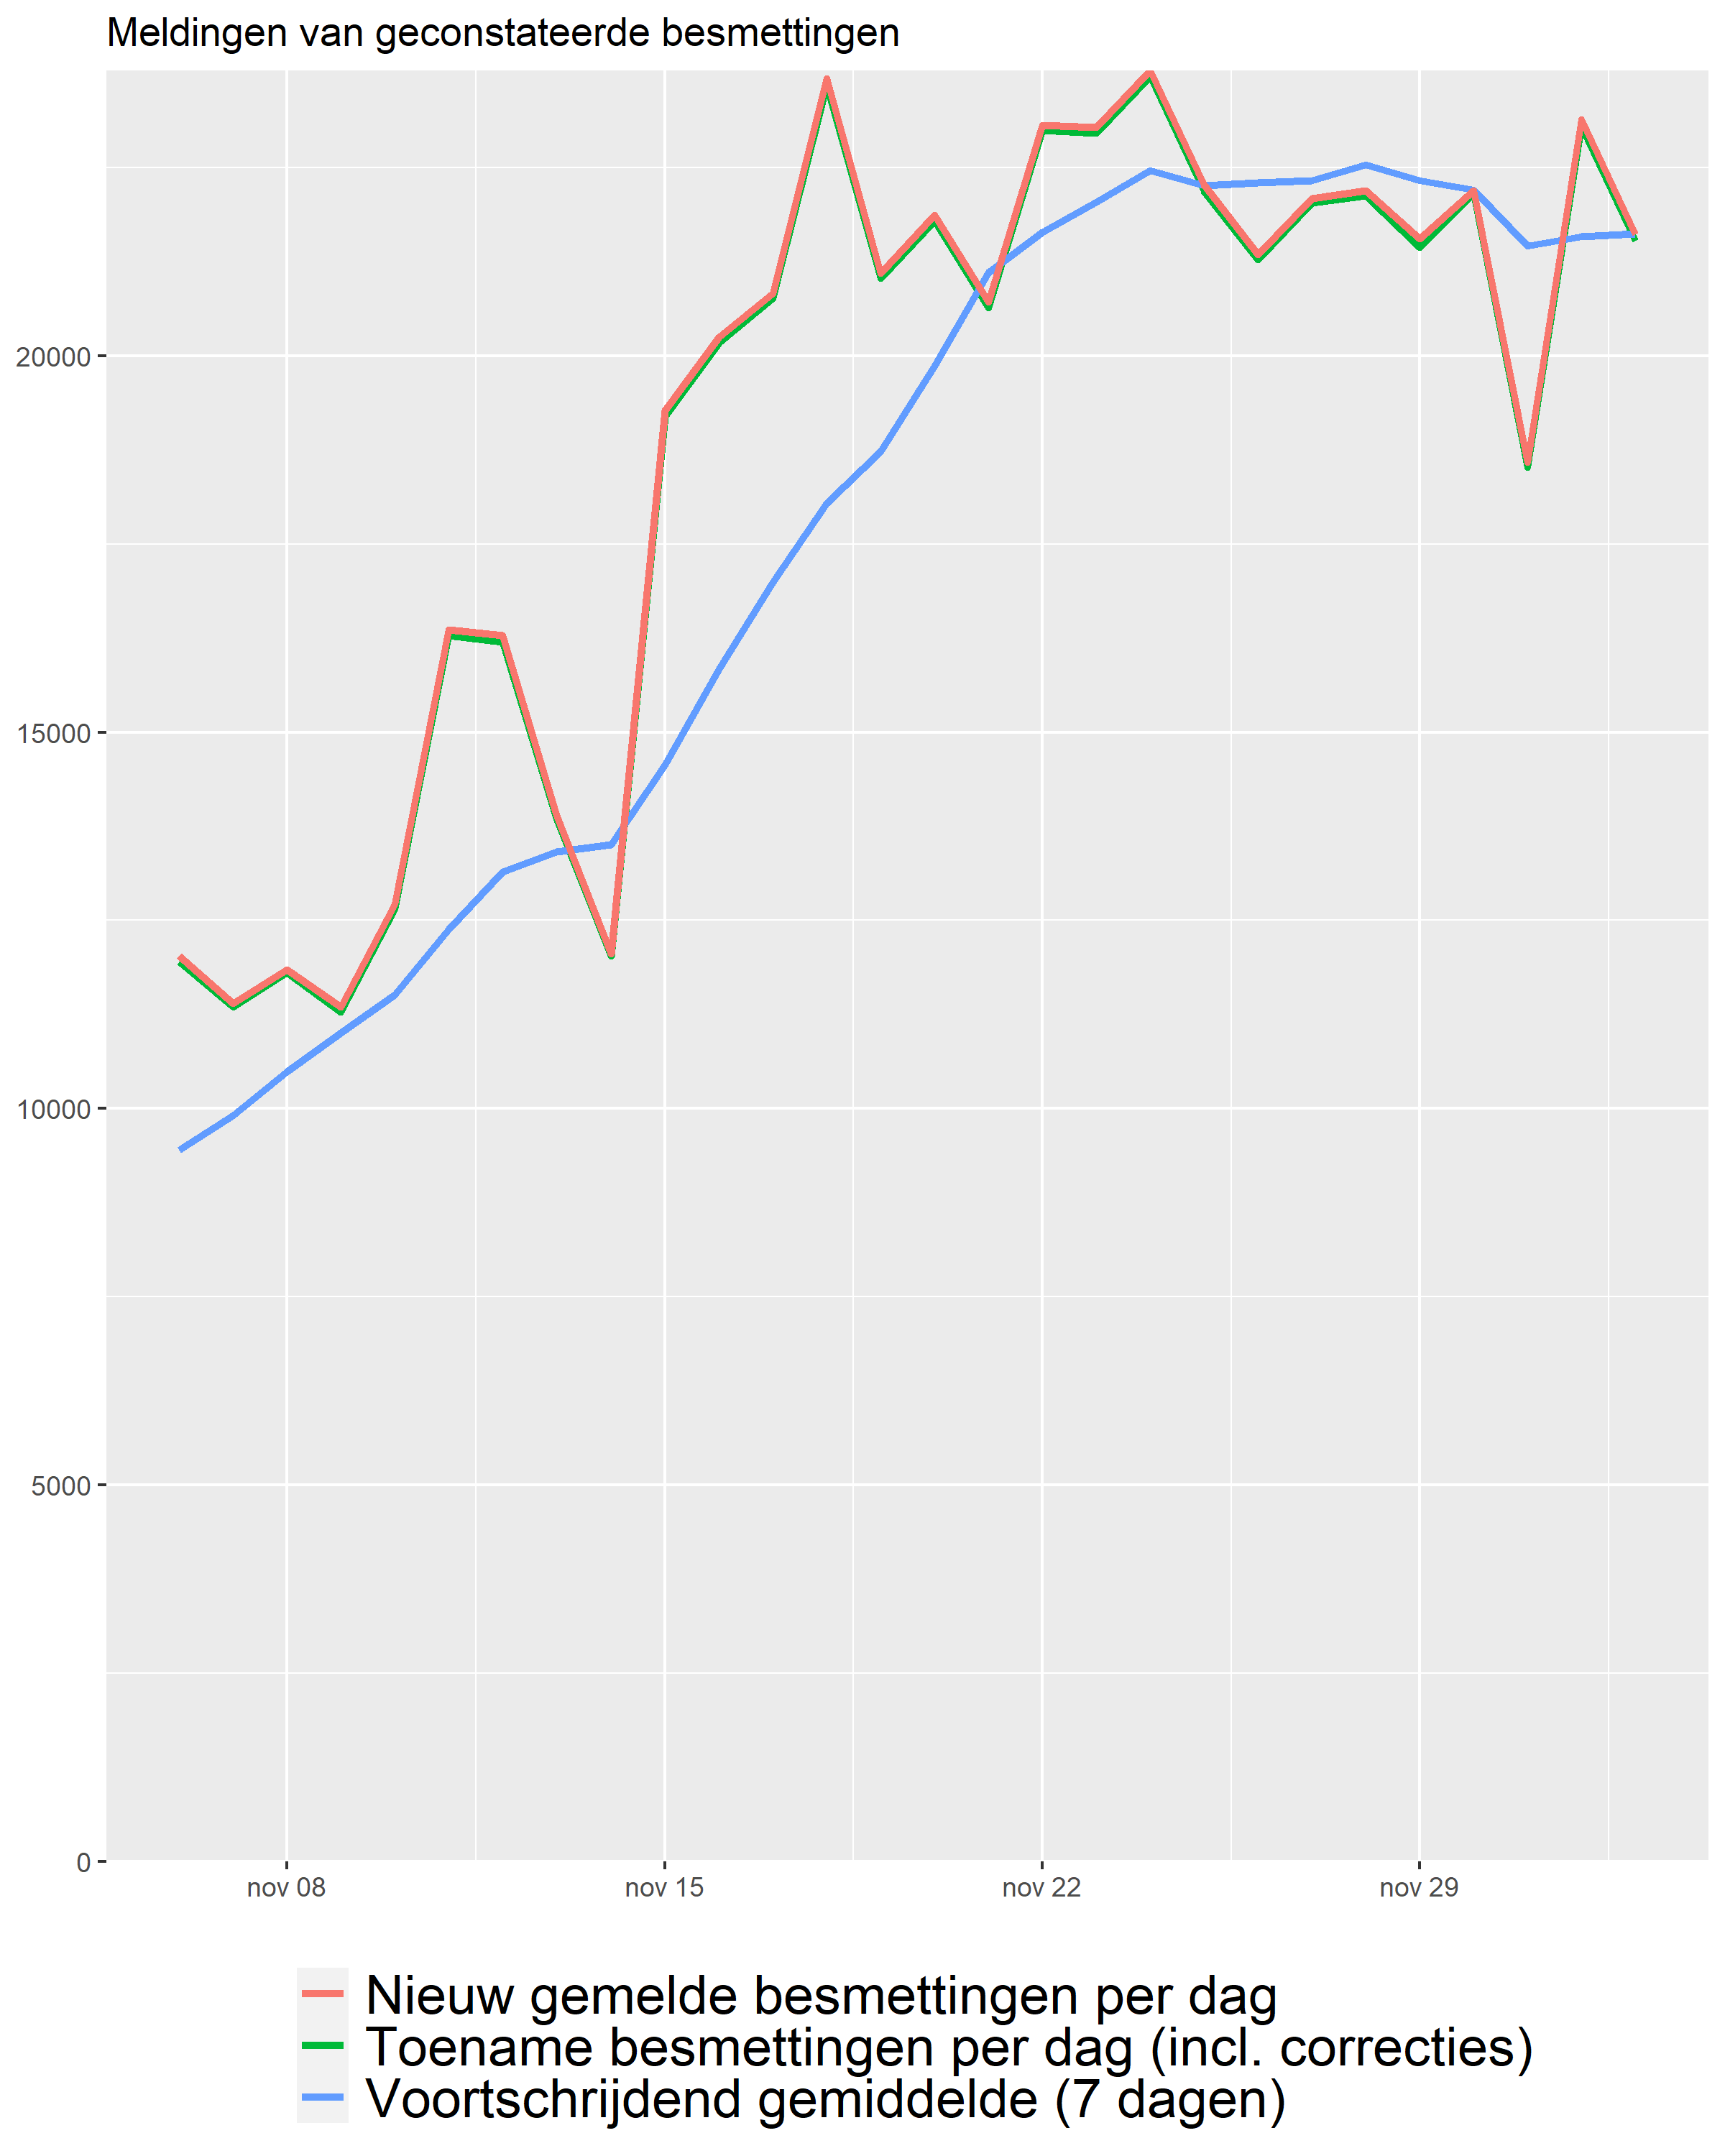 Meldingen van geconstateerde besmettingen
20000
15000
10000
5000
0
nov 08 nov 15 nov 22 nov 29
Nieuw gemelde besmettingen per dag
Toename besmettingen per dag (incl. correcties)
Voortschrijdend gemiddelde (7 dagen)